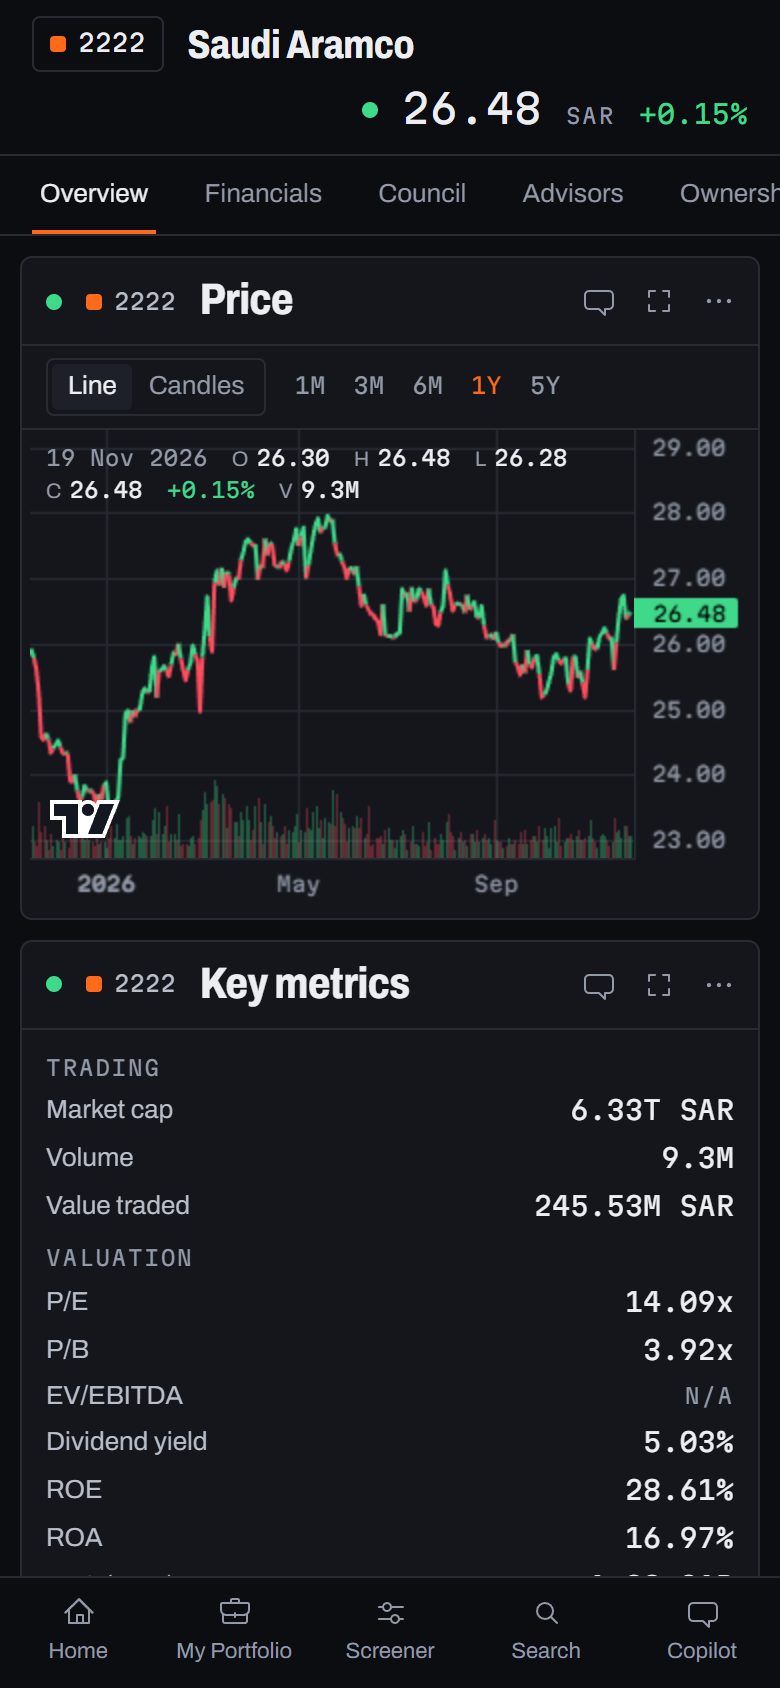 2222 Saudi Aramco
26.48 SAR +0.15%
Overview Financials Council Advisors Ownersh
2222 Price
Line Candles 1M 3M 6M 1Y 5Y
19 Nov 2026 O 26.30 H 26.48 L 26.28
C 26.48 +0.15% V 9.3M
29.00
28.00
27.00
26.48
26.00
25.00
24.00
23.00
2026 May Sep
2222 Key metrics
TRADING
Market cap 6.33T SAR
Volume 9.3M
Value traded 245.53M SAR
VALUATION
P/E 14.09x
P/B 3.92x
EV/EBITDA N/A
Dividend yield 5.03%
ROE 28.61%
ROA 16.97%
Home My Portfolio Screener Search Copilot